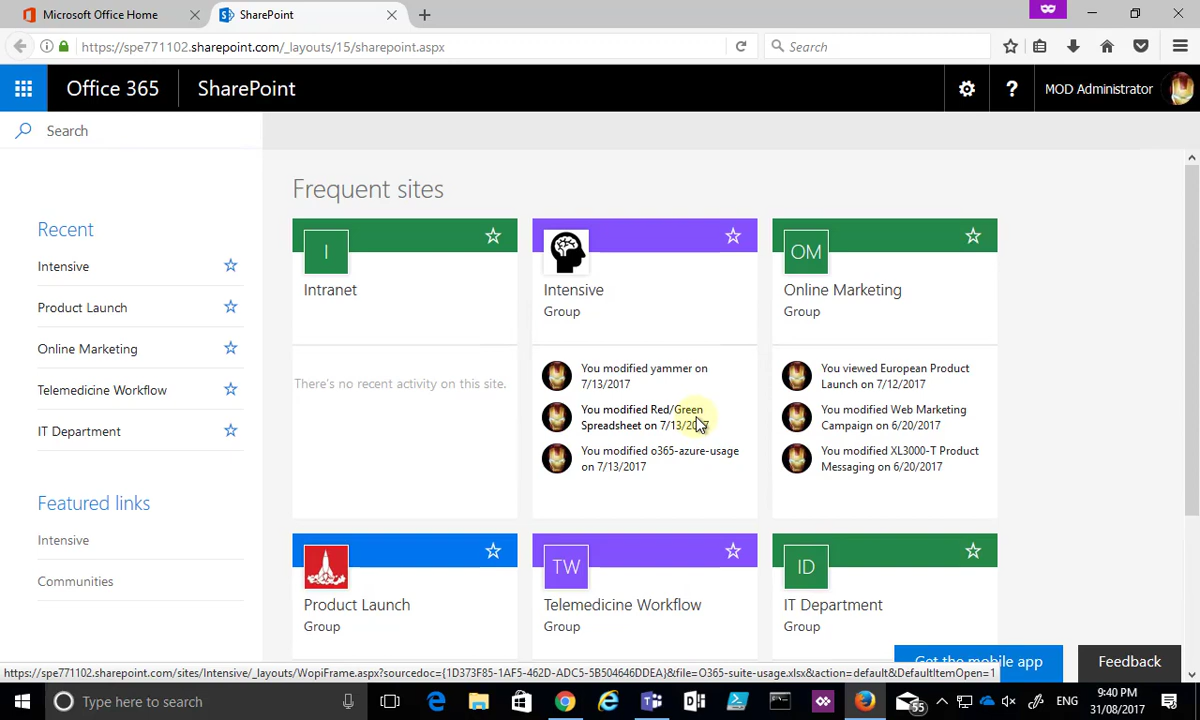 Microsoft Office Home
SharePoint
https://spe771102.sharepoint.com/_layouts/15/sharepoint.aspx
Search
Office 365
SharePoint
?
MOD Administrator
Search
Frequent sites
Recent
Intensive
Product Launch
Online Marketing
Telemedicine Workflow
IT Department
Featured links
Intensive
Communities
I
Intranet
There's no recent activity on this site.
Intensive
Group
You modified yammer on
7/13/2017
You modified Red/Green
Spreadsheet on 7/13/2017
You modified o365-azure-usage
on 7/13/2017
OM
Online Marketing
Group
You viewed European Product
Launch on 7/12/2017
You modified Web Marketing
Campaign on 6/20/2017
You modified XL3000-T Product
Messaging on 6/20/2017
Product Launch
Group
TW
Telemedicine Workflow
Group
ID
IT Department
Group
Get the mobile app
Feedback
https://spe771102.sharepoint.com/sites/Intensive/_layouts/WopiFrame.aspx?sourcedoc={1D373F85-1AF5-462D-ADC5-5B504646DDEA}&file=O365-suite-usage.xlsx&action=default&DefaultItemOpen=1
Type here to search
55
ENG
9:40 PM
31/08/2017